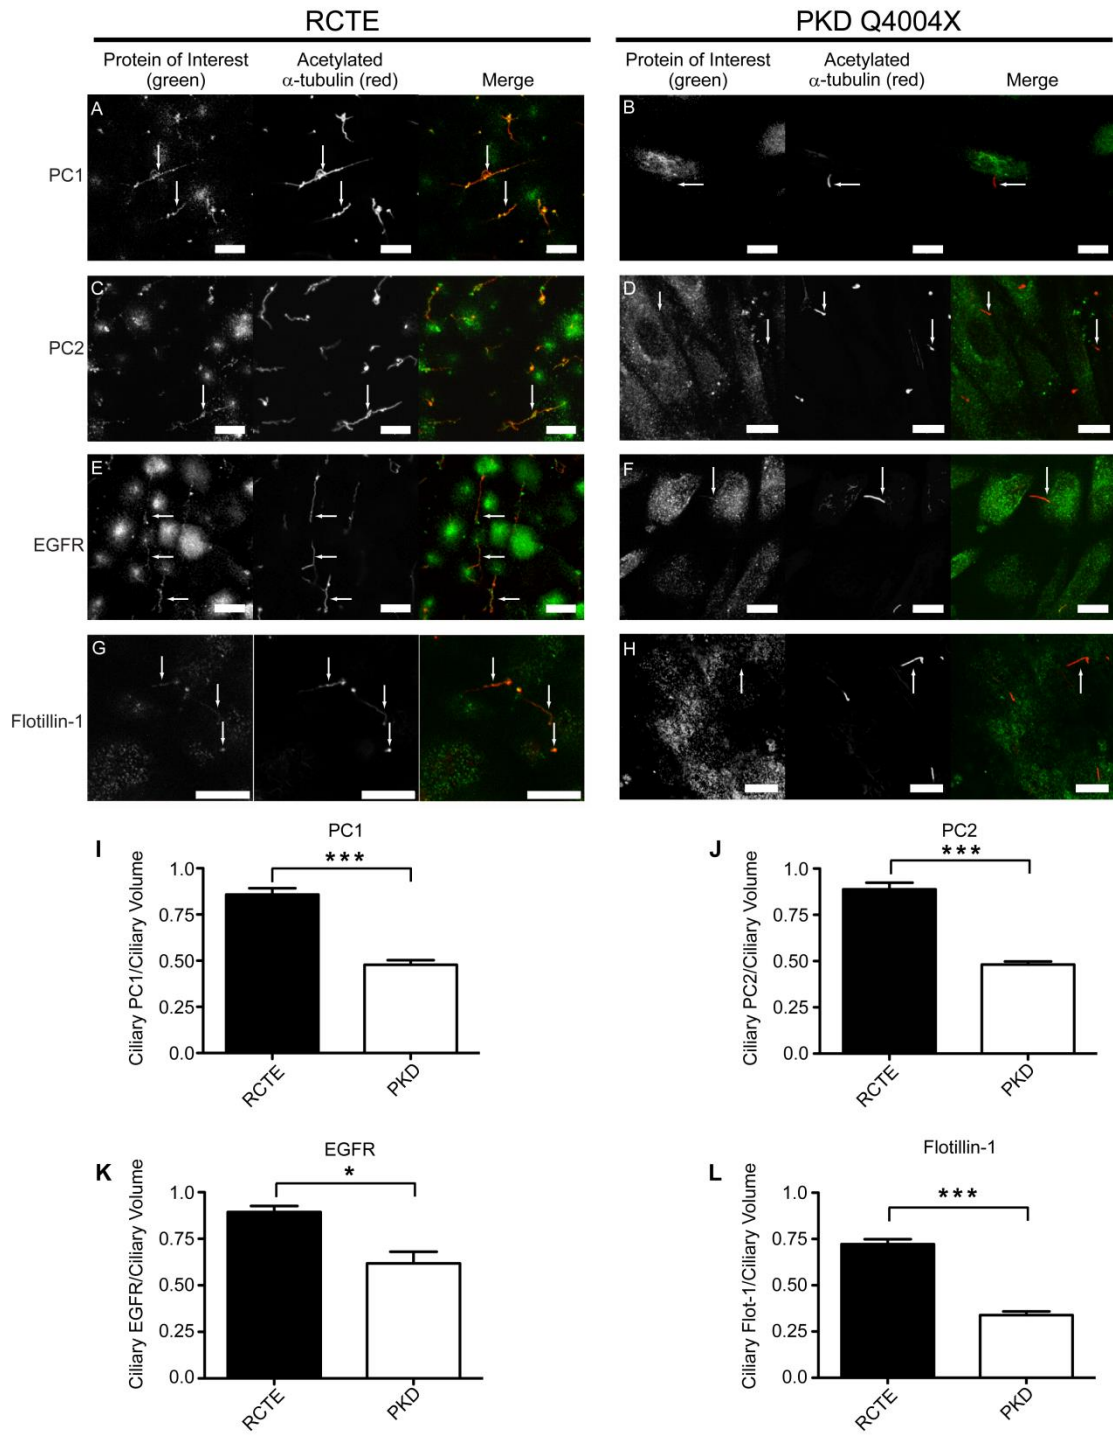 RCTE
PKD Q4004X
Protein of Interest
(green)
Acetylated
α-tubulin (red)
Merge
Protein of Interest
(green)
Acetylated
α-tubulin (red)
Merge
PC1
A
B
PC2
C
D
EGFR
E
F
Flotillin-1
G
H
I
PC1
***
Ciliary PC1/Ciliary Volume
1.0
0.75
0.50
0.25
0.0
RCTE
PKD
J
PC2
***
Ciliary PC2/Ciliary Volume
1.0
0.75
0.50
0.25
0.0
RCTE
PKD
K
EGFR
*
Ciliary EGFR/Ciliary Volume
1.0
0.75
0.50
0.25
0.0
RCTE
PKD
L
Flotillin-1
***
Ciliary Flot-1/Ciliary Volume
1.0
0.75
0.50
0.25
0.0
RCTE
PKD